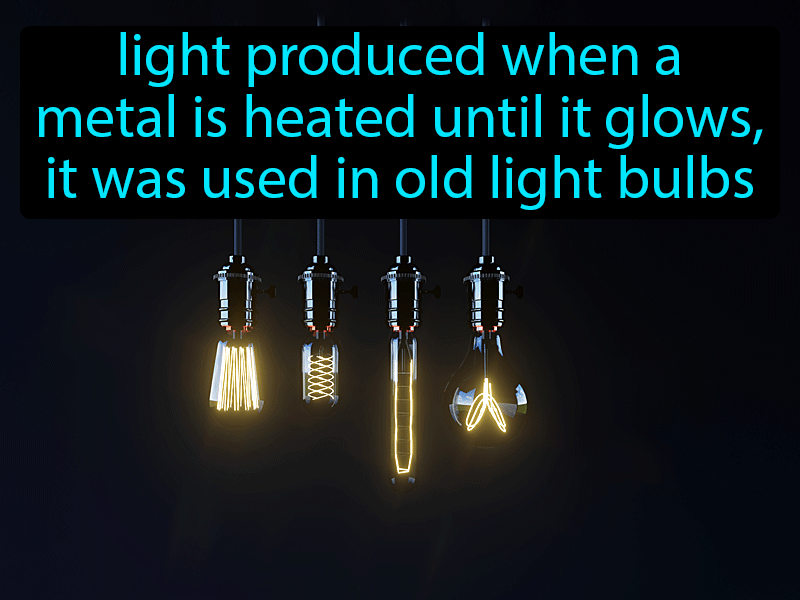 light produced when a
metal is heated until it glows,
it was used in old light bulbs